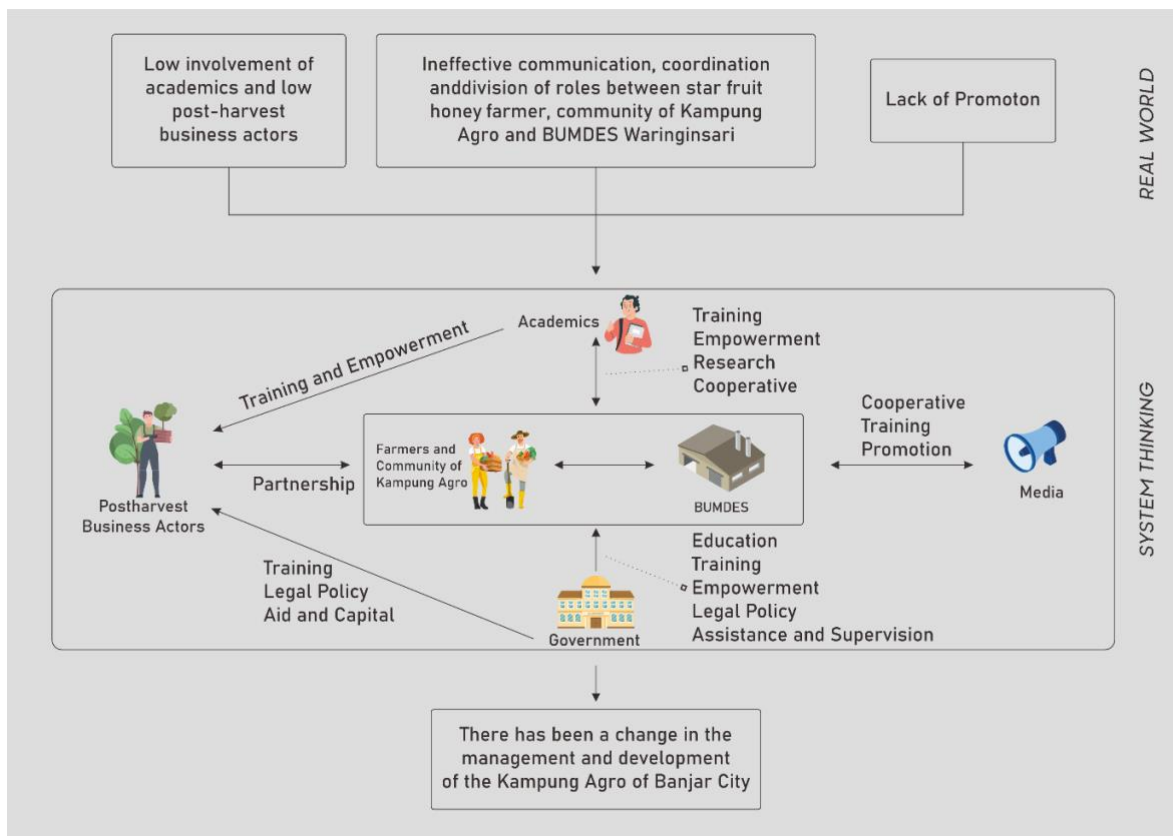 Low involvement of
academics and low
post-harvest
business actors
Ineffective communication, coordination
anddivision of roles between star fruit
honey farmer, community of Kampung
Agro and BUMDES Waringinsari
Lack of Promoton
REAL WORLD
Academics
Training
Empowerment
Research
Cooperative
Training and Empowerment
Cooperative
Training
Promotion
Farmers and
Community of
Kampung Agro
Partnership
Postharvest
Business Actors
BUMDES
Media
SYSTEM THINKING
Training
Legal Policy
Aid and Capital
Education
Training
Empowerment
Legal Policy
Assistance and Supervision
Government
There has been a change in the
management and development
of the Kampung Agro of Banjar City